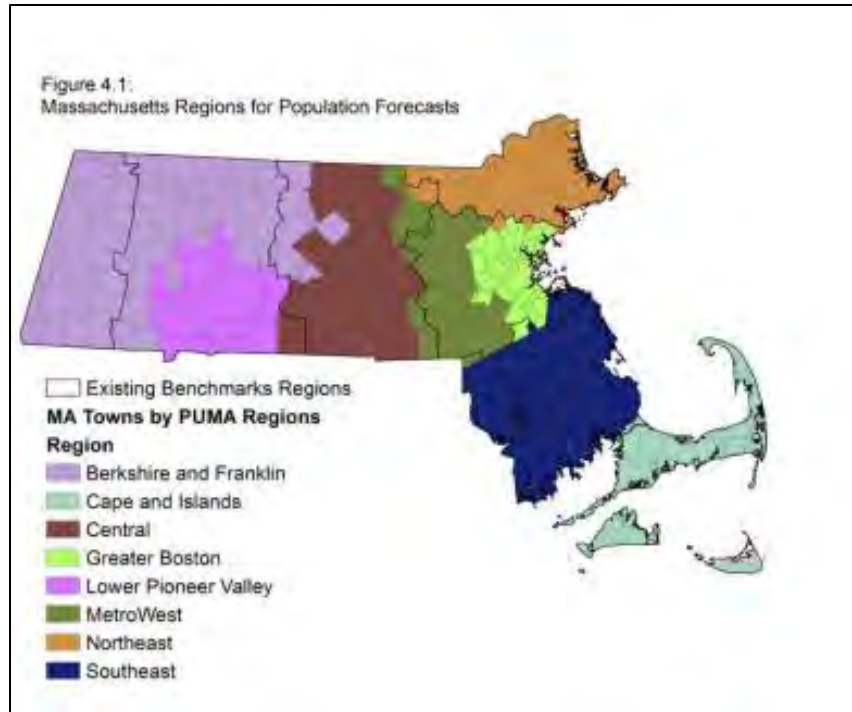 Figure 4.1:
Massachusetts Regions for Population Forecasts
Existing Benchmarks Regions
MA Towns by PUMA Regions
Region
Berkshire and Franklin
Cape and Islands
Central
Greater Boston
Lower Pioneer Valley
MetroWest
Northeast
Southeast